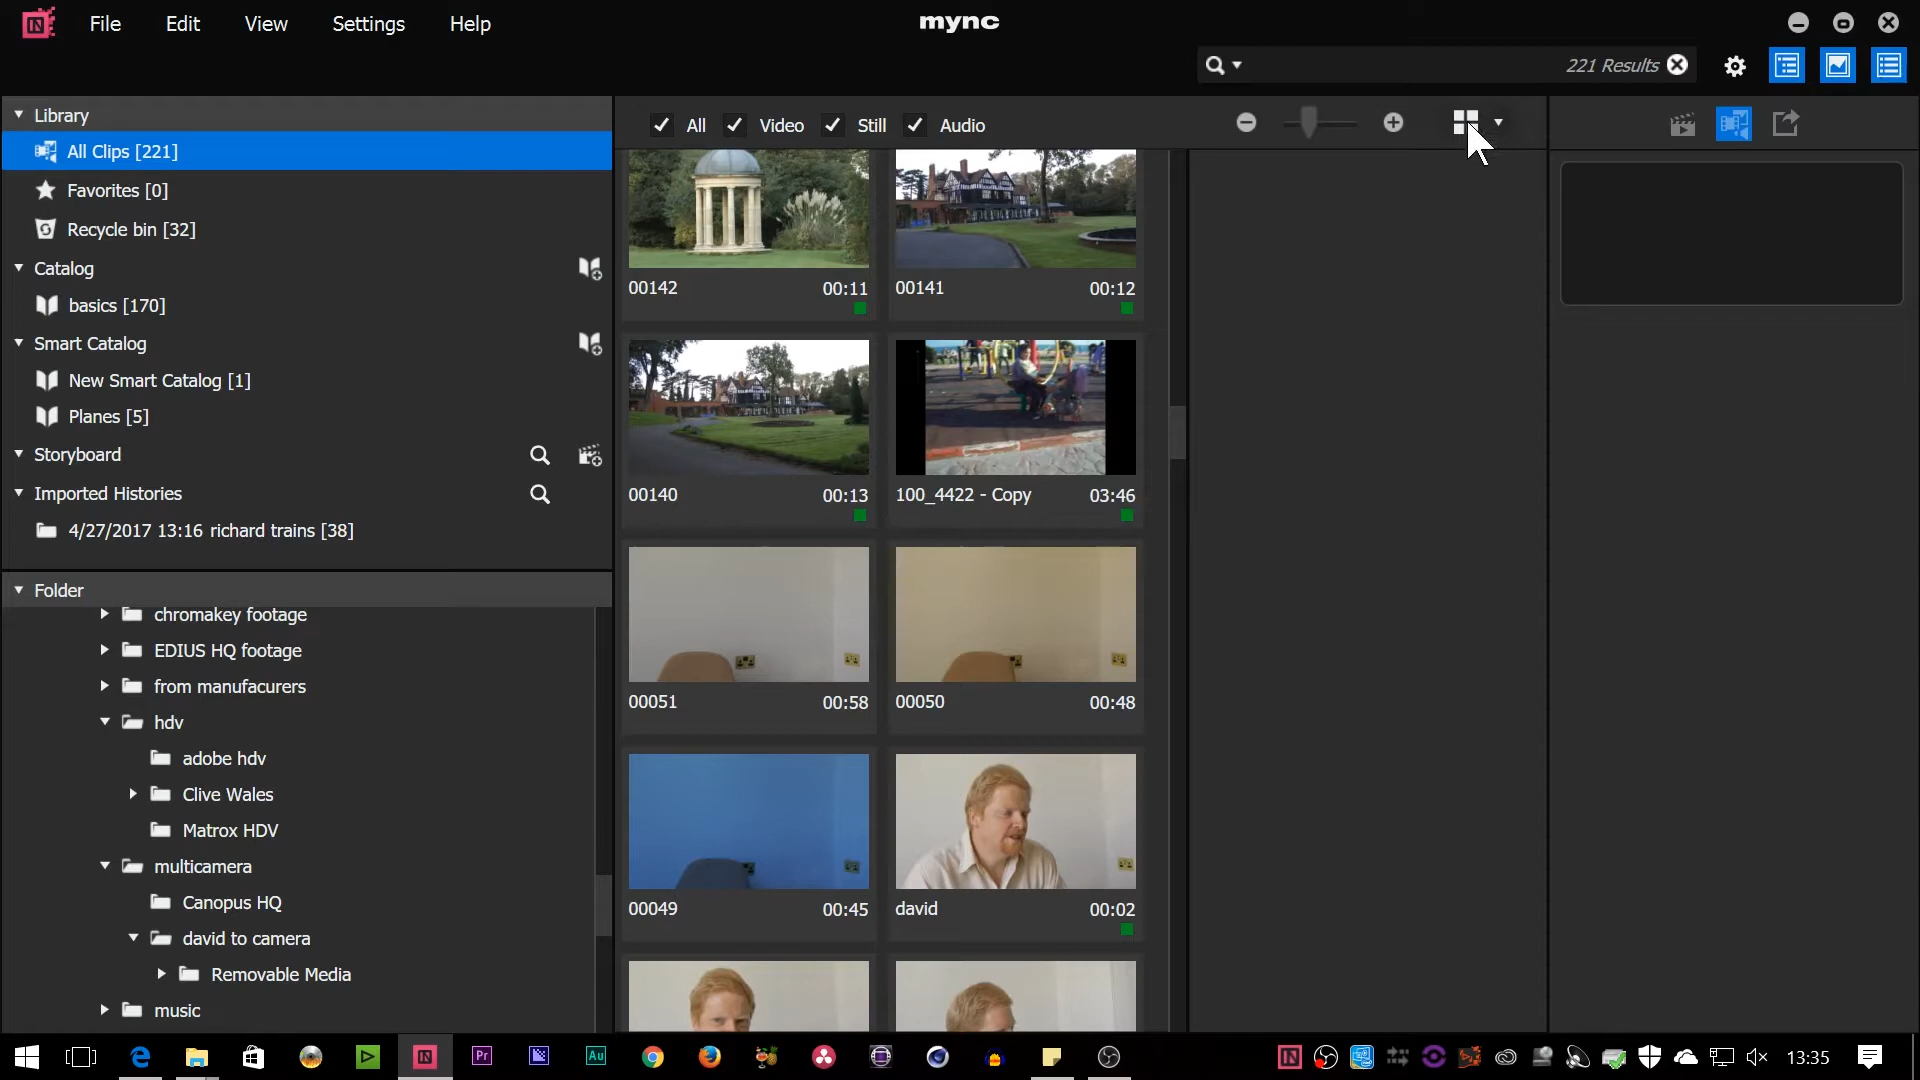 File Edit View Settings Help
mync
221 Results
Library
All Clips [221]
Favorites [0]
Recycle bin [32]
Catalog
basics [170]
Smart Catalog
New Smart Catalog [1]
Planes [5]
Storyboard
Imported Histories
4/27/2017 13:16 richard trains [38]
Folder
chromakey footage
EDIUS HQ footage
from manufacurers
hdv
adobe hdv
Clive Wales
Matrox HDV
multicamera
Canopus HQ
david to camera
Removable Media
music
All Video Still Audio
00142 00:11 00141 00:12
00140 00:13 100_4422 - Copy 03:46
00051 00:58 00050 00:48
00049 00:45 david 00:02
IN Pr Au IN 13:35